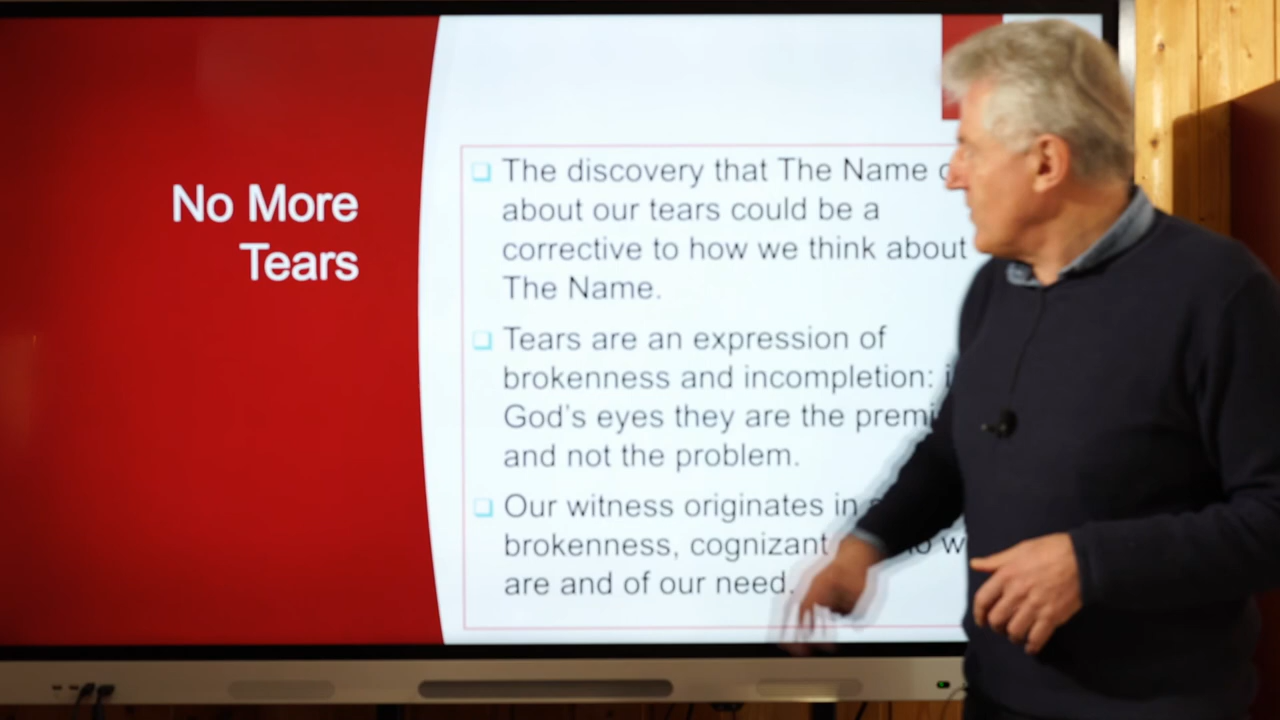 No More
Tears
The discovery that The Name
about our tears could be a
corrective to how we think about
The Name.
Tears are an expression of
brokenness and incompletion:
God's eyes they are the
and not the problem.
Our witness originates in
brokenness, cognizant
are and of our need.